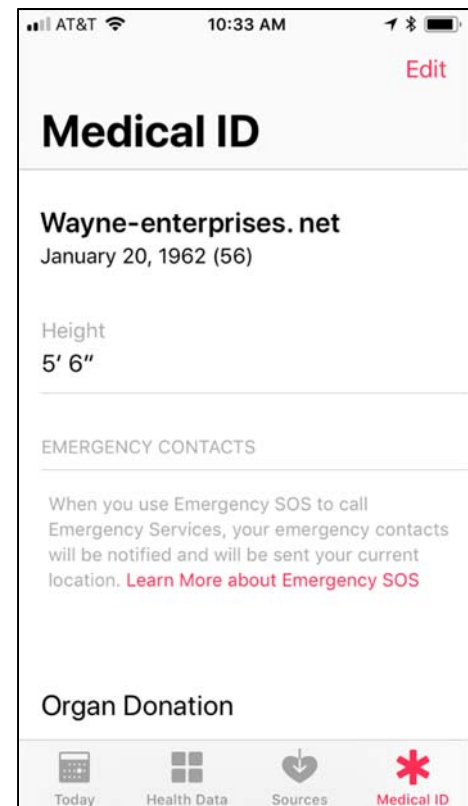 AT&T 10:33 AM
Edit
Medical ID
Wayne-enterprises. net
January 20, 1962 (56)
Height
5′ 6″
EMERGENCY CONTACTS
When you use Emergency SOS to call
Emergency Services, your emergency contacts
will be notified and will be sent your current
location. Learn More about Emergency SOS
Organ Donation
Today Health Data Sources Medical ID